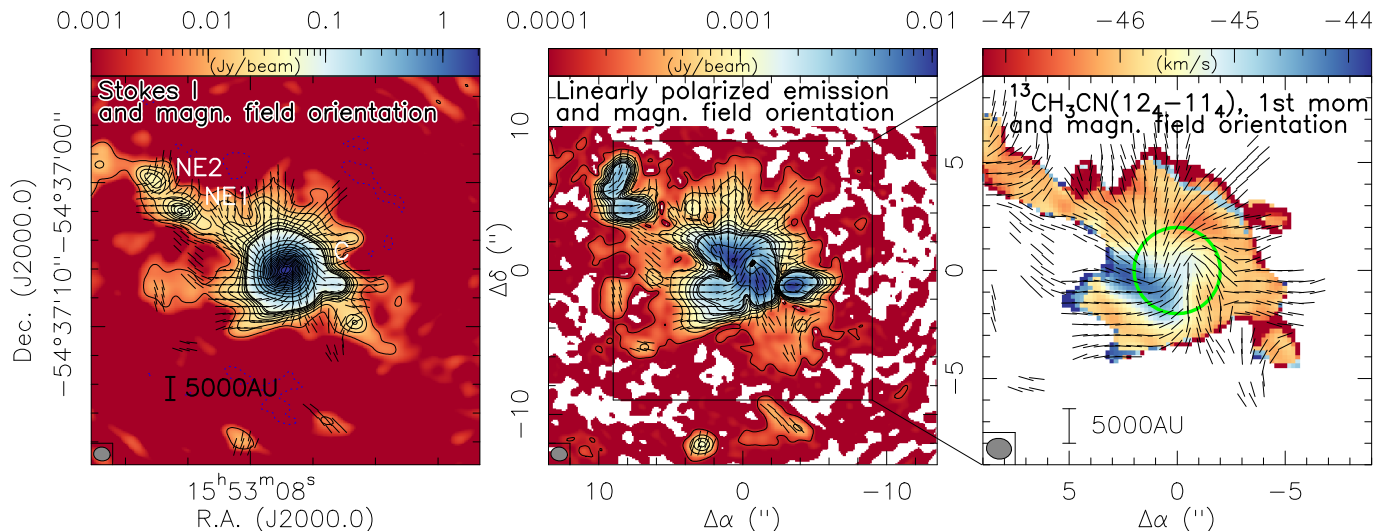 0.001 0.01 0.1 1
(Jy/beam)
Stokes I
and magn. field orientation
NE2
NE1
C
5000AU
Dec. (J2000.0)
−54°37'10" −54°37'00"
15ʰ53ᵐ08ˢ
R.A. (J2000.0)
0.0001 0.001 0.01
(Jy/beam)
Linearly polarized emission
and magn. field orientation
Δδ (")
10
0
−10
10 0 −10
Δα (")
−47 −46 −45 −44
(km/s)
¹³CH₃CN(12₄−11₄), 1st mom
and magn. field orientation
5
0
−5
5000AU
5 0 −5
Δα (")